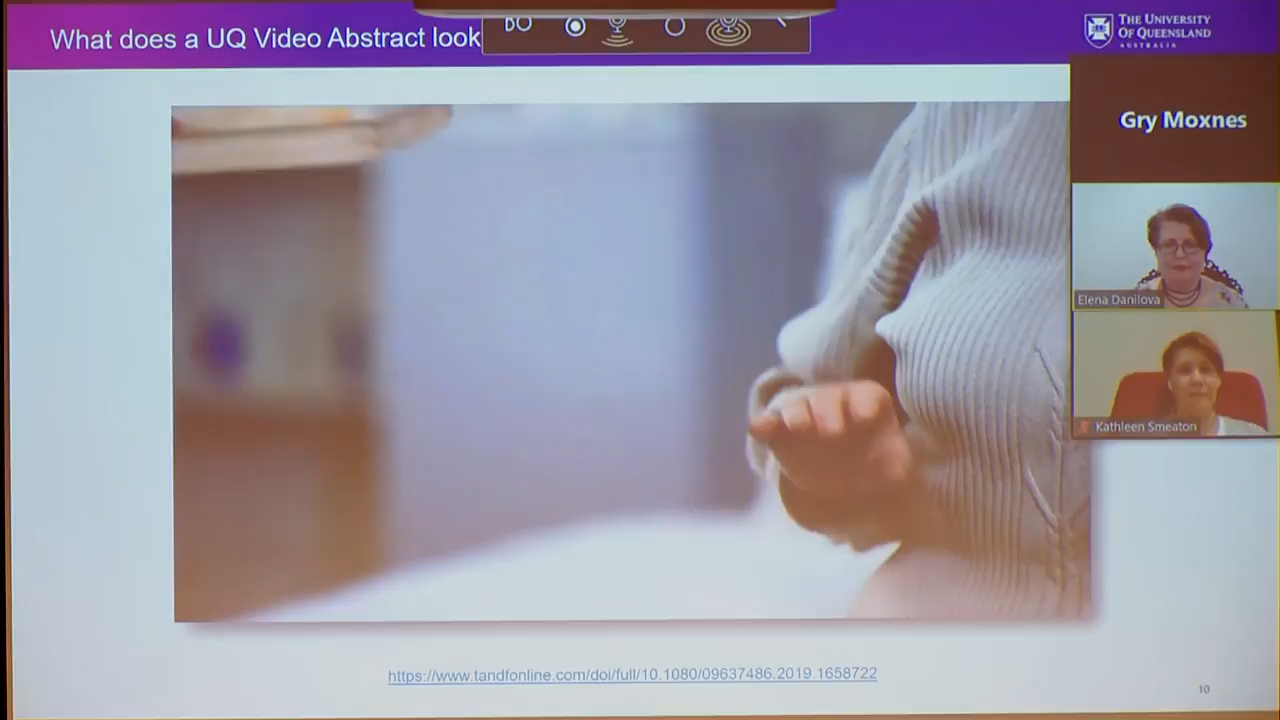 What does a UQ Video Abstract look
THE UNIVERSITY
OF QUEENSLAND
AUSTRALIA
Gry Moxnes
Elena Danilova
Kathleen Smeaton
https://www.tandfonline.com/doi/full/10.1080/09637486.2019.1658722
10